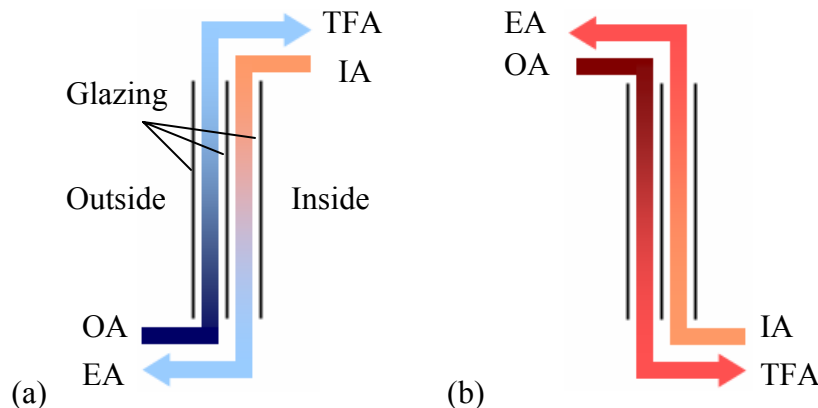 TFA
IA
Glazing
Outside
Inside
OA
EA
(a)
EA
OA
IA
TFA
(b)